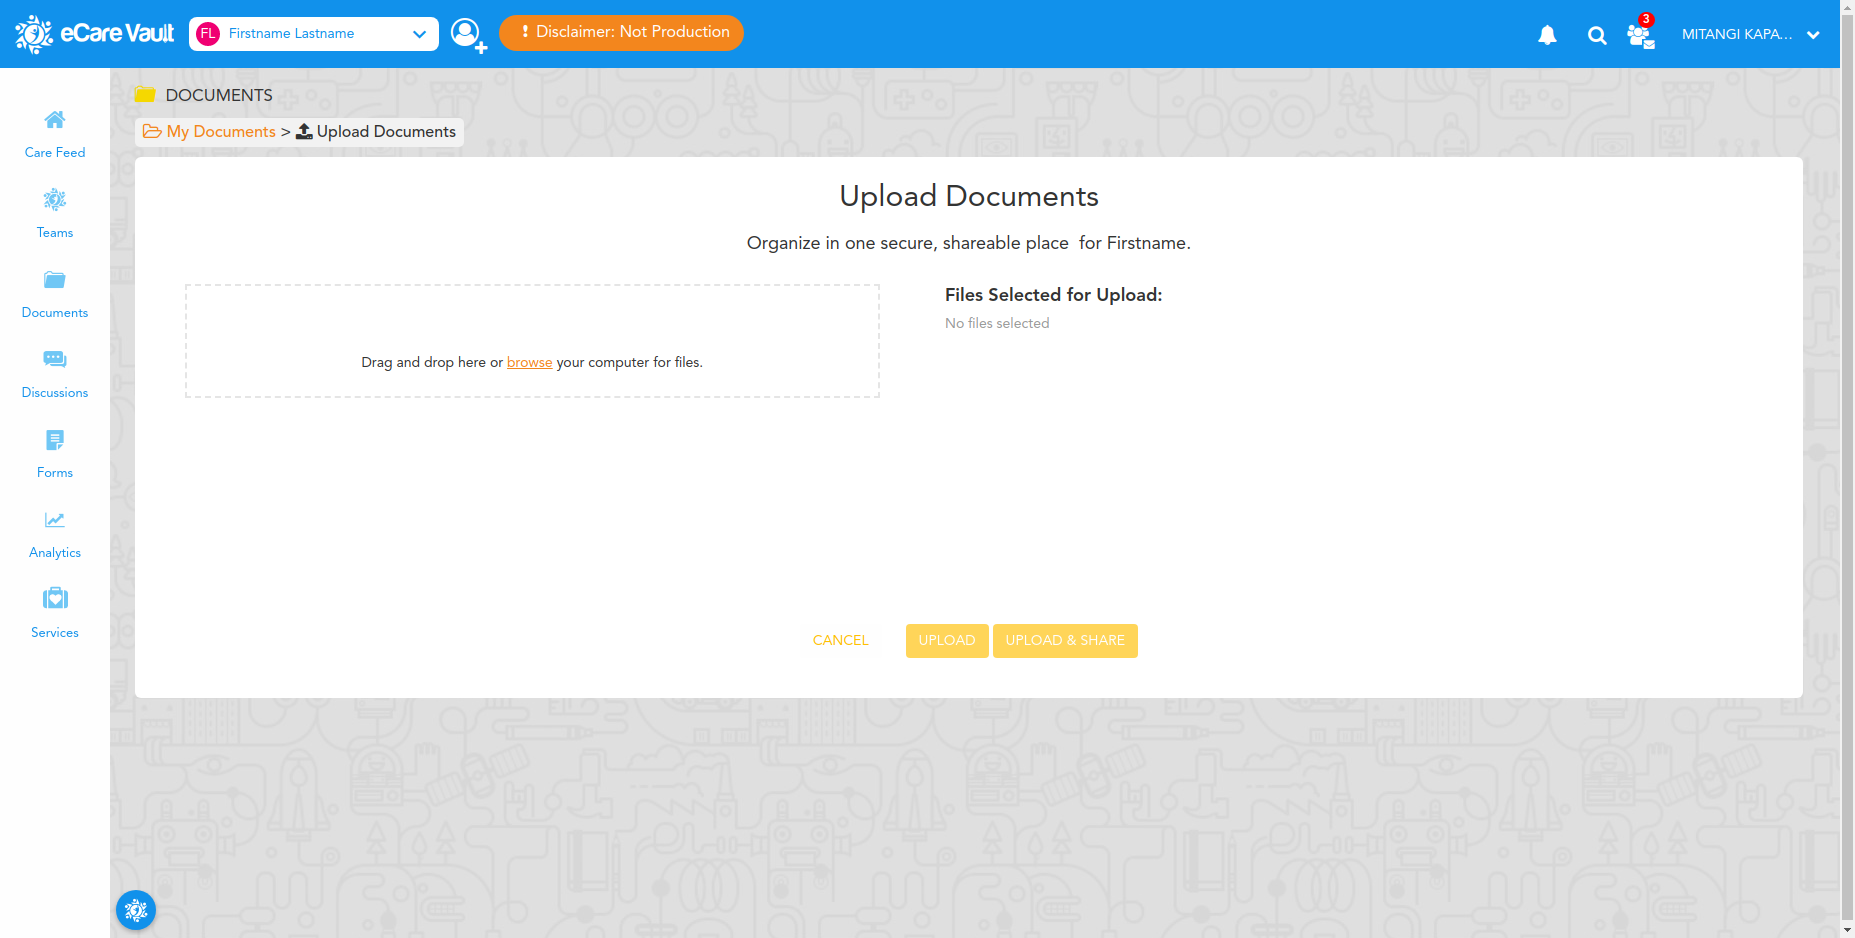 eCare Vault
FL Firstname Lastname
! Disclaimer: Not Production
3
MITANGI KAPA...
DOCUMENTS
My Documents > Upload Documents
Care Feed
Teams
Documents
Discussions
Forms
Analytics
Services
Upload Documents
Organize in one secure, shareable place for Firstname.
Drag and drop here or browse your computer for files.
Files Selected for Upload:
No files selected
CANCEL
UPLOAD
UPLOAD & SHARE